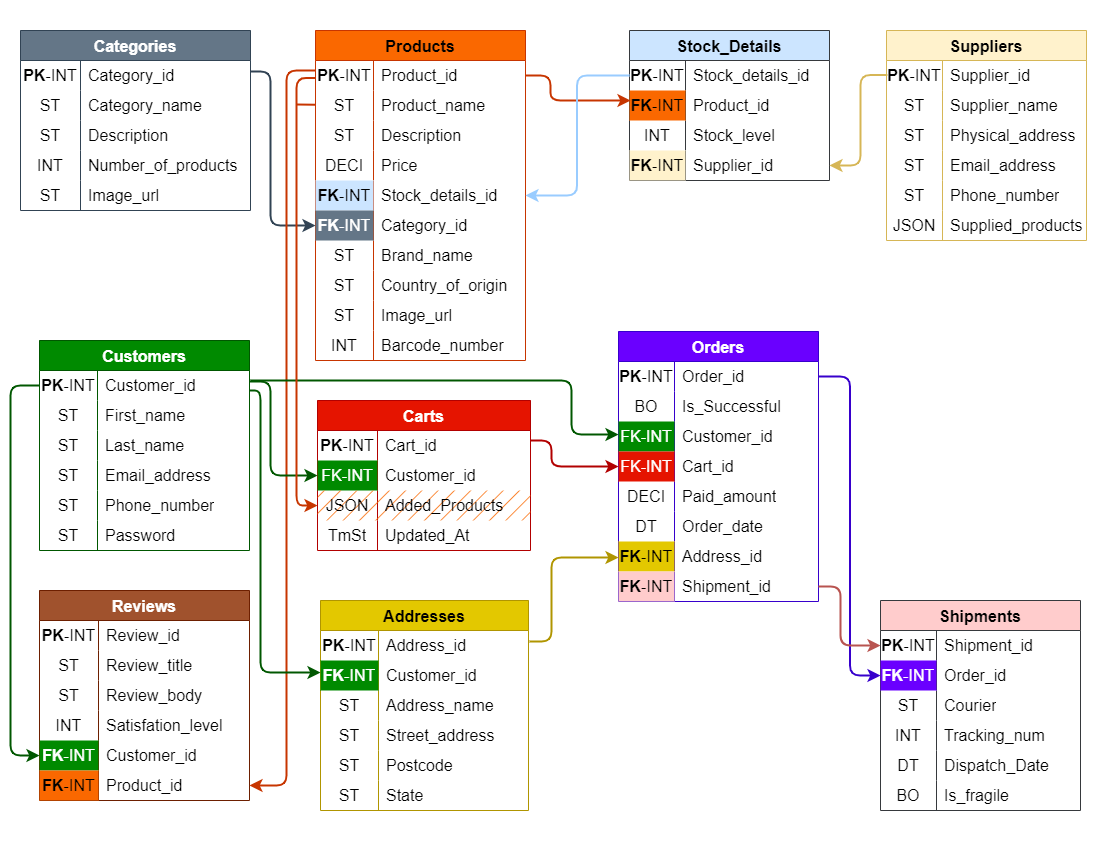 Categories
PK-INT Category_id
ST Category_name
ST Description
INT Number_of_products
ST Image_url
Products
PK-INT Product_id
ST Product_name
ST Description
DECI Price
FK-INT Stock_details_id
FK-INT Category_id
ST Brand_name
ST Country_of_origin
ST Image_url
INT Barcode_number
Stock_Details
PK-INT Stock_details_id
FK-INT Product_id
INT Stock_level
FK-INT Supplier_id
Suppliers
PK-INT Supplier_id
ST Supplier_name
ST Physical_address
ST Email_address
ST Phone_number
JSON Supplied_products
Customers
PK-INT Customer_id
ST First_name
ST Last_name
ST Email_address
ST Phone_number
ST Password
Carts
PK-INT Cart_id
FK-INT Customer_id
JSON Added_Products
TmSt Updated_At
Orders
PK-INT Order_id
BO Is_Successful
FK-INT Customer_id
FK-INT Cart_id
DECI Paid_amount
DT Order_date
FK-INT Address_id
FK-INT Shipment_id
Reviews
PK-INT Review_id
ST Review_title
ST Review_body
INT Satisfation_level
FK-INT Customer_id
FK-INT Product_id
Addresses
PK-INT Address_id
FK-INT Customer_id
ST Address_name
ST Street_address
ST Postcode
ST State
Shipments
PK-INT Shipment_id
FK-INT Order_id
ST Courier
INT Tracking_num
DT Dispatch_Date
BO Is_fragile